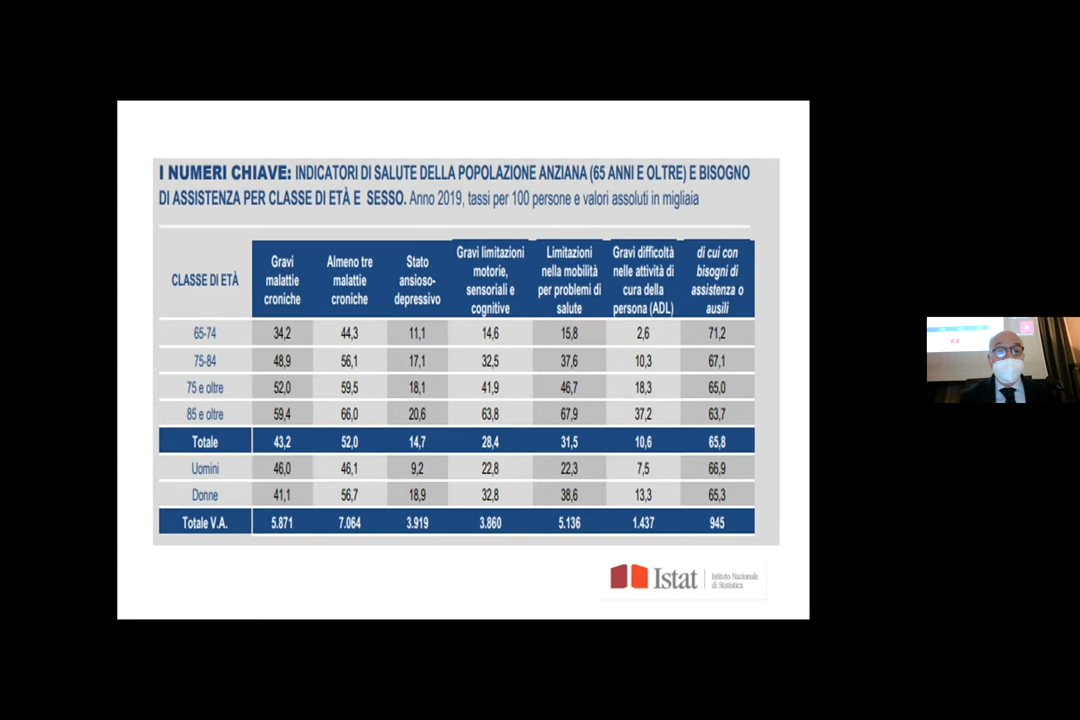 I NUMERI CHIAVE: INDICATORI DI SALUTE DELLA POPOLAZIONE ANZIANA (65 ANNI E OLTRE) E BISOGNO
DI ASSISTENZA PER CLASSE DI ETÀ E SESSO. Anno 2019, tassi per 100 persone e valori assoluti in migliaia
CLASSE DI ETÀ
Gravi
malattie
croniche
Almeno tre
malattie
croniche
Stato
ansioso-
depressivo
Gravi limitazioni
motorie,
sensoriali e
cognitive
Limitazioni
nella mobilità
per problemi di
salute
Gravi difficoltà
nelle attività di
cura della
persona (ADL)
di cui con
bisogni di
assistenza o
ausili
65-74 34,2 44,3 11,1 14,6 15,8 2,6 71,2
75-84 48,9 56,1 17,1 32,5 37,6 10,3 67,1
75 e oltre 52,0 59,5 18,1 41,9 46,7 18,3 65,0
85 e oltre 59,4 66,0 20,6 63,8 67,9 37,2 63,7
Totale 43,2 52,0 14,7 28,4 31,5 10,6 65,8
Uomini 46,0 46,1 9,2 22,8 22,3 7,5 66,9
Donne 41,1 56,7 18,9 32,8 38,6 13,3 65,3
Totale V.A. 5.871 7.064 3.919 3.860 5.136 1.437 945
Istat
Istituto Nazionale
di Statistica